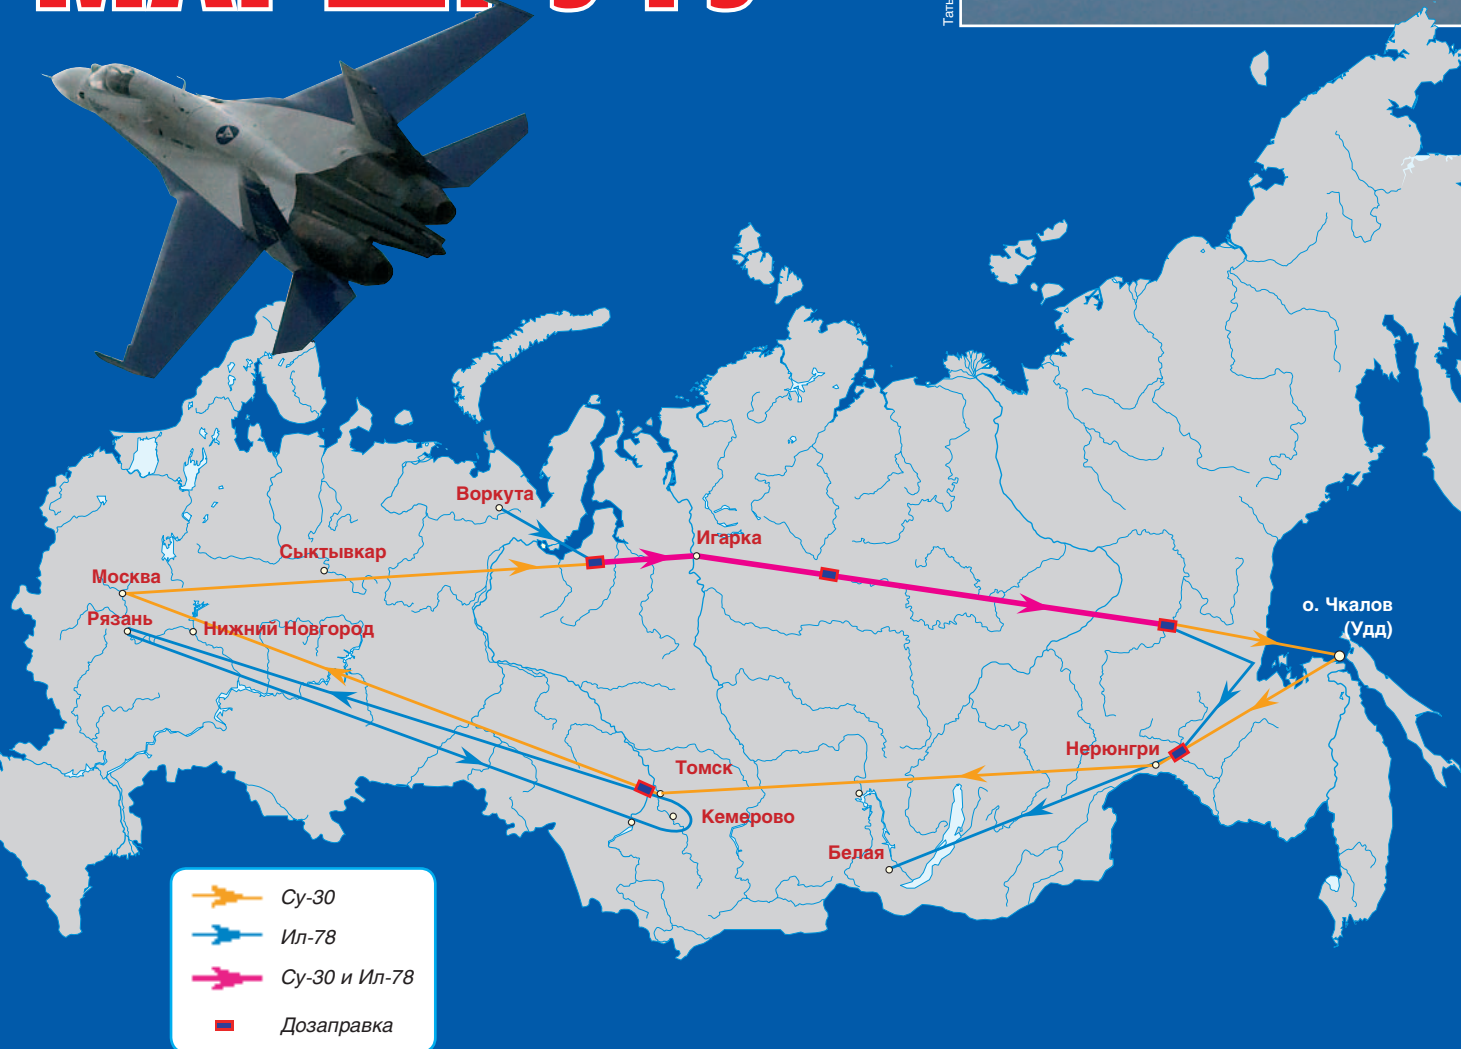 Воркута
Игарка
Сыктывкар
Москва
о. Чкалов
(Удд)
Рязань
Нижний Новгород
Нерюнгри
Томск
Кемерово
Белая
Су-30
Ил-78
Су-30 и Ил-78
Дозаправка